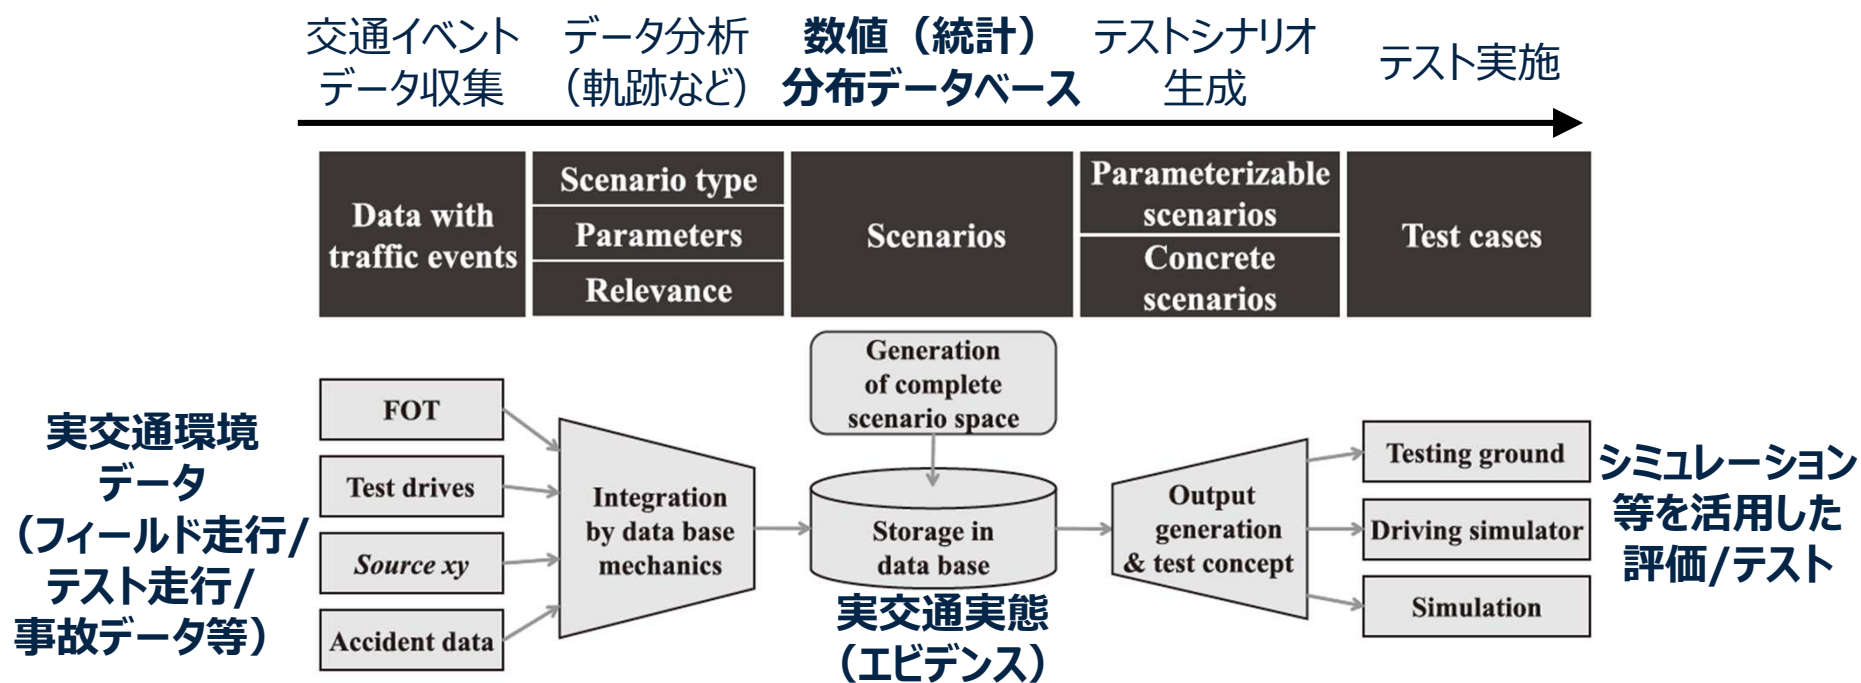 交通イベント
データ収集
データ分析
（軌跡など）
数値（統計）
分布データベース
テストシナリオ
生成
テスト実施
Data with
traffic events
Scenario type
Parameters
Relevance
Scenarios
Parameterizable
scenarios
Concrete
scenarios
Test cases
実交通環境
データ
（フィールド走行/
テスト走行/
事故データ等）
FOT
Test drives
Source xy
Accident data
Integration
by data base
mechanics
Generation
of complete
scenario space
Storage in
data base
実交通実態
（エビデンス）
Output
generation
& test concept
Testing ground
Driving simulator
Simulation
シミュレーション
等を活用した
評価/テスト